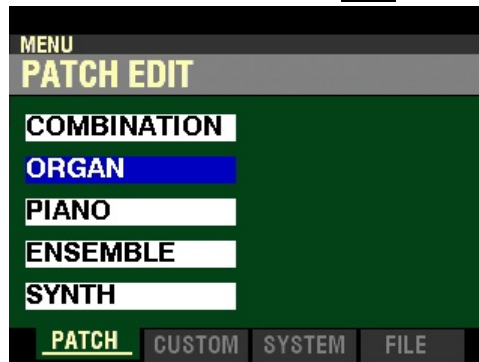 MENU
PATCH EDIT
COMBINATION
ORGAN
PIANO
ENSEMBLE
SYNTH
PATCH CUSTOM SYSTEM FILE